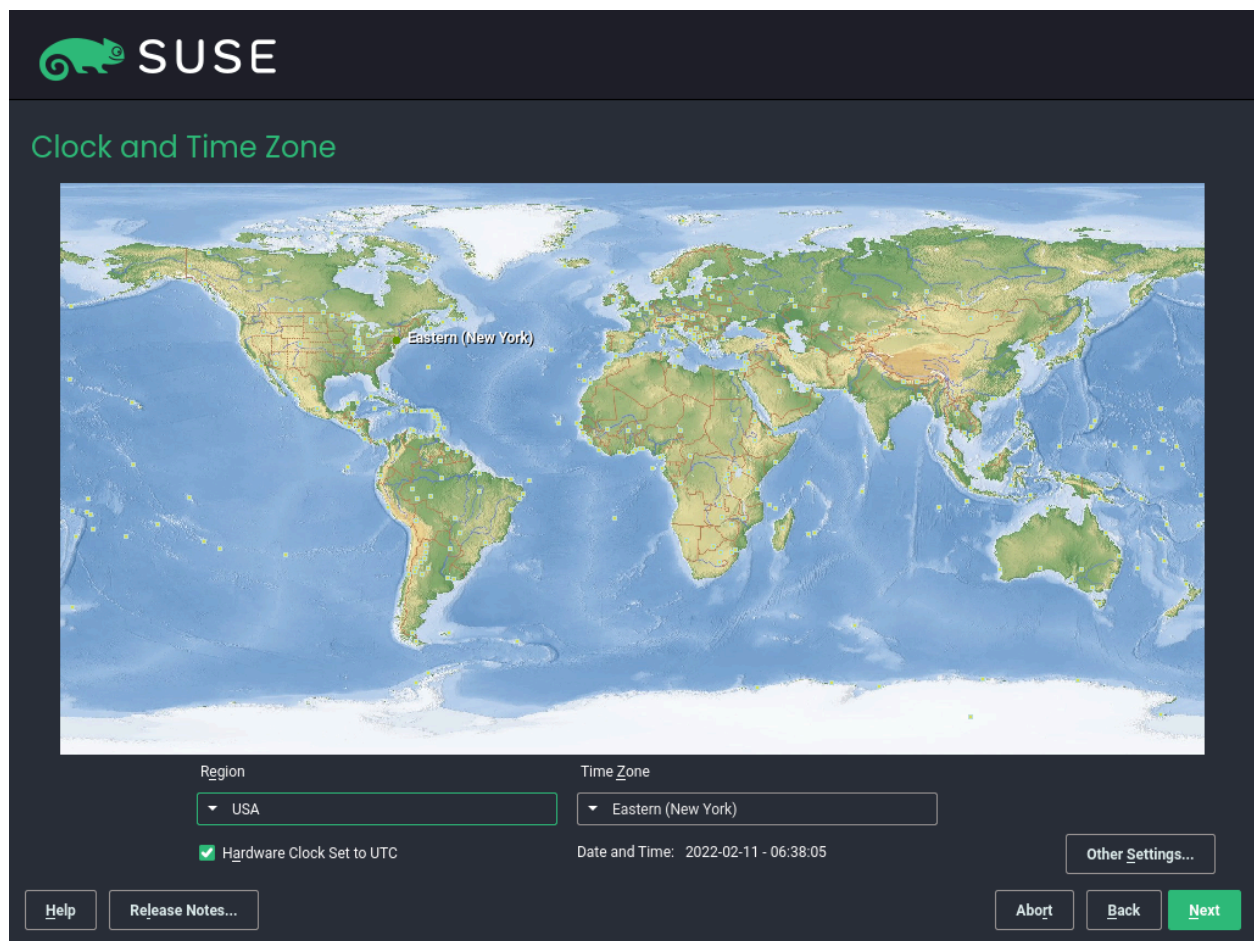 SUSE
Clock and Time Zone
Eastern (New York)
Region
Time Zone
USA
Eastern (New York)
Hardware Clock Set to UTC
Date and Time: 2022-02-11 - 06:38:05
Other Settings...
Help
Release Notes...
Abort
Back
Next